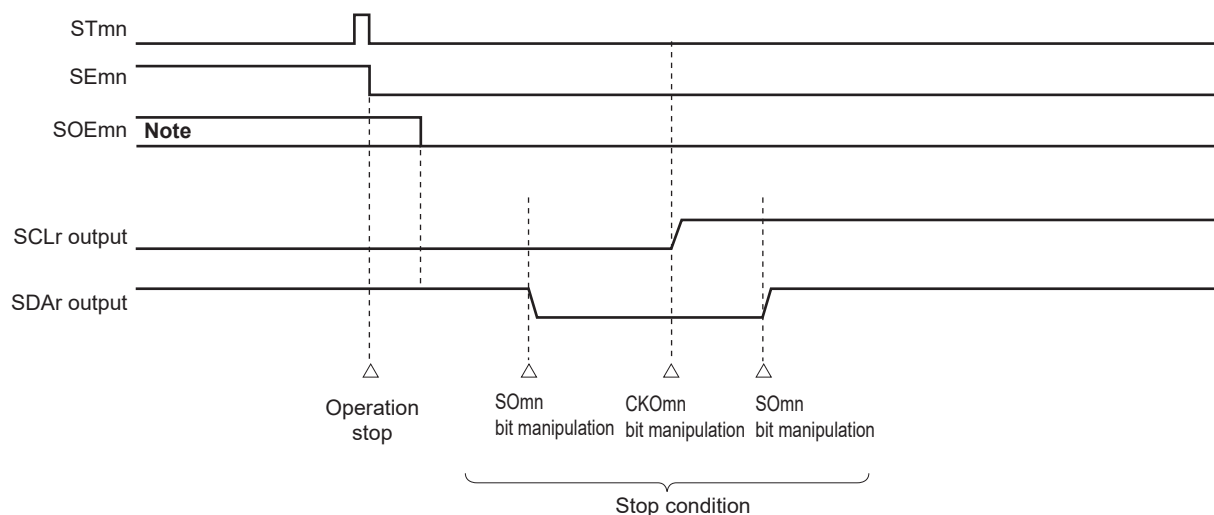 STmn
SEmn
SOEmn Note
SCLr output
SDAr output
Operation
stop
SOmn
bit manipulation
CKOmn
bit manipulation
SOmn
bit manipulation
Stop condition